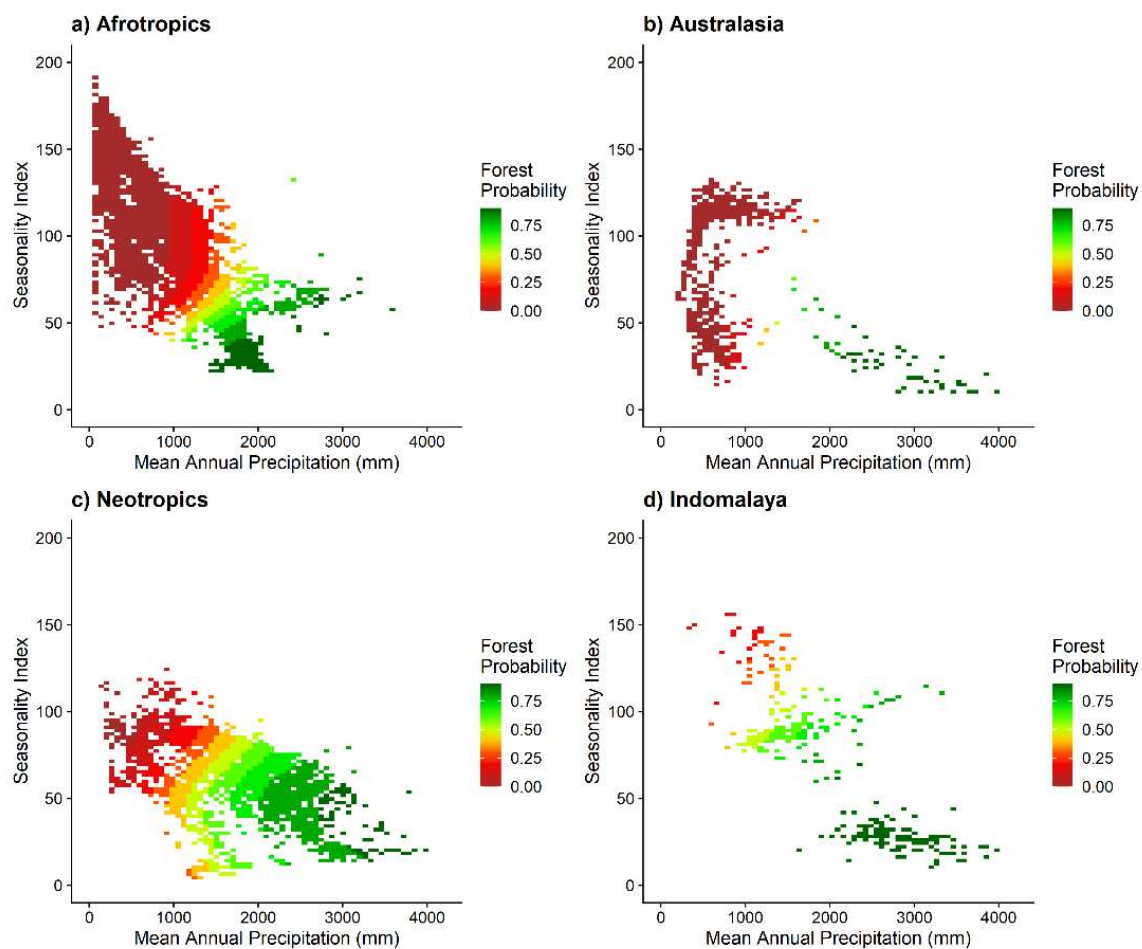 a) Afrotropics
200
150
100
50
0
Seasonality Index
0 1000 2000 3000 4000
Mean Annual Precipitation (mm)
Forest
Probability
0.75
0.50
0.25
0.00
b) Australasia
200
150
100
50
0
Seasonality Index
0 1000 2000 3000 4000
Mean Annual Precipitation (mm)
Forest
Probability
0.75
0.50
0.25
0.00
c) Neotropics
200
150
100
50
0
Seasonality Index
0 1000 2000 3000 4000
Mean Annual Precipitation (mm)
Forest
Probability
0.75
0.50
0.25
0.00
d) Indomalaya
200
150
100
50
0
Seasonality Index
0 1000 2000 3000 4000
Mean Annual Precipitation (mm)
Forest
Probability
0.75
0.50
0.25
0.00